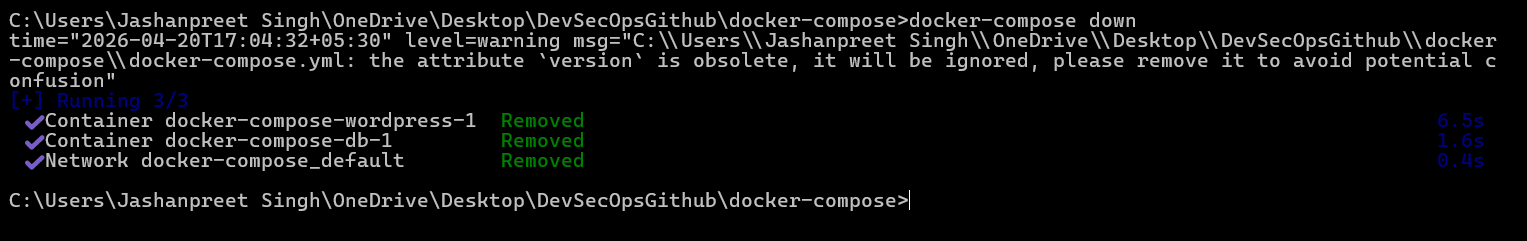 C:\Users\Jashanpreet Singh\OneDrive\Desktop\DevSecOpsGithub\docker-compose>docker-compose down
time="2026-04-20T17:04:32+05:30" level=warning msg="C:\\Users\\Jashanpreet Singh\\OneDrive\\Desktop\\DevSecOpsGithub\\docker
-compose\\docker-compose.yml: the attribute `version` is obsolete, it will be ignored, please remove it to avoid potential c
onfusion"
[+] Running 3/3
✔Container docker-compose-wordpress-1 Removed 6.5s
✔Container docker-compose-db-1 Removed 1.6s
✔Network docker-compose_default Removed 0.4s
C:\Users\Jashanpreet Singh\OneDrive\Desktop\DevSecOpsGithub\docker-compose>